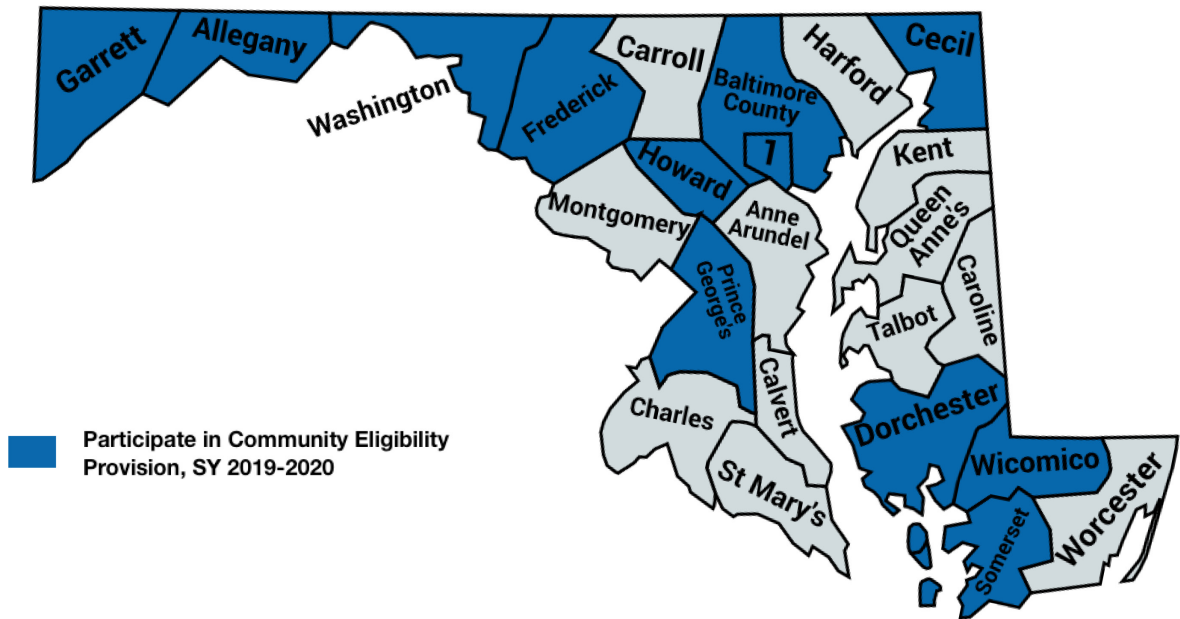 Garrett
Allegany
Washington
Frederick
Carroll
Baltimore
County
1
Harford
Cecil
Howard
Montgomery
Anne
Arundel
Prince
George's
Kent
Queen
Anne's
Caroline
Talbot
Calvert
Charles
St Mary's
Dorchester
Wicomico
Somerset
Worcester
Participate in Community Eligibility
Provision, SY 2019-2020